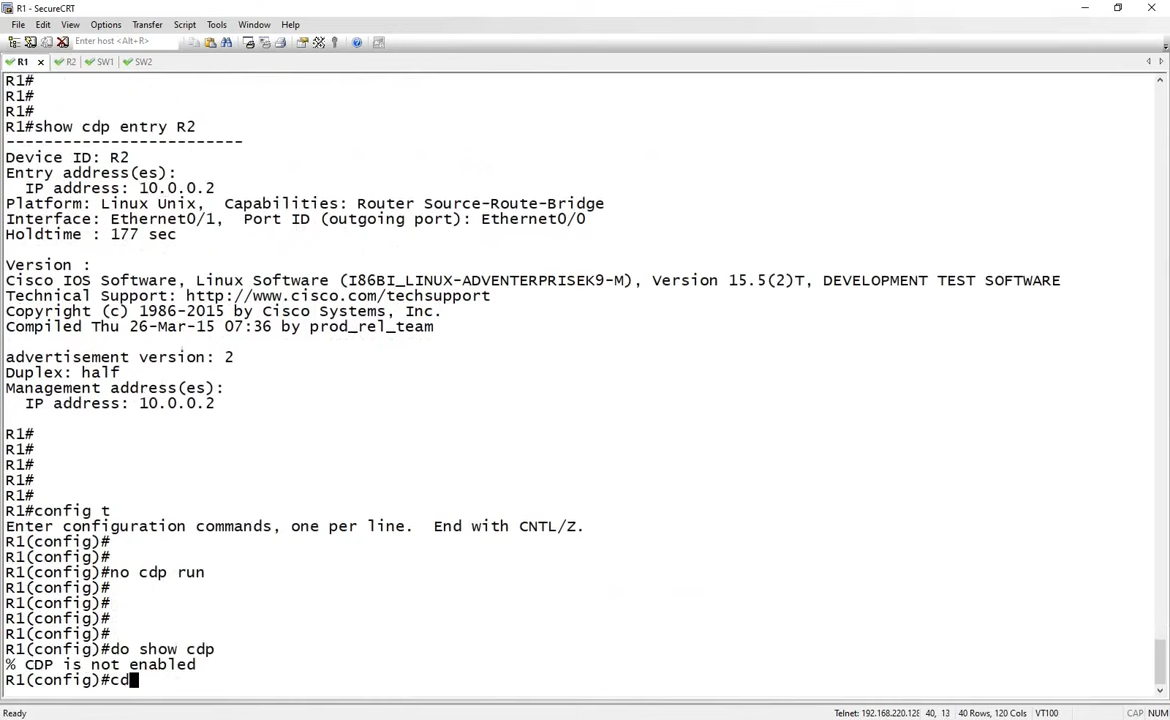 R1 - SecureCRT
File Edit View Options Transfer Script Tools Window Help
Enter host <Alt+R>
R1 R2 SW1 SW2
R1#
R1#
R1#
R1#show cdp entry R2
-------------------------
Device ID: R2
Entry address(es):
  IP address: 10.0.0.2
Platform: Linux Unix,  Capabilities: Router Source-Route-Bridge
Interface: Ethernet0/1,  Port ID (outgoing port): Ethernet0/0
Holdtime : 177 sec
Version :
Cisco IOS Software, Linux Software (I86BI_LINUX-ADVENTERPRISEK9-M), Version 15.5(2)T, DEVELOPMENT TEST SOFTWARE
Technical Support: http://www.cisco.com/techsupport
Copyright (c) 1986-2015 by Cisco Systems, Inc.
Compiled Thu 26-Mar-15 07:36 by prod_rel_team
advertisement version: 2
Duplex: half
Management address(es):
  IP address: 10.0.0.2
R1#
R1#
R1#
R1#
R1#
R1#config t
Enter configuration commands, one per line.  End with CNTL/Z.
R1(config)#
R1(config)#
R1(config)#no cdp run
R1(config)#
R1(config)#
R1(config)#
R1(config)#
R1(config)#do show cdp
% CDP is not enabled
R1(config)#cd
Ready Telnet: 192.168.220.128 40, 13 40 Rows, 120 Cols VT100 CAP NUM